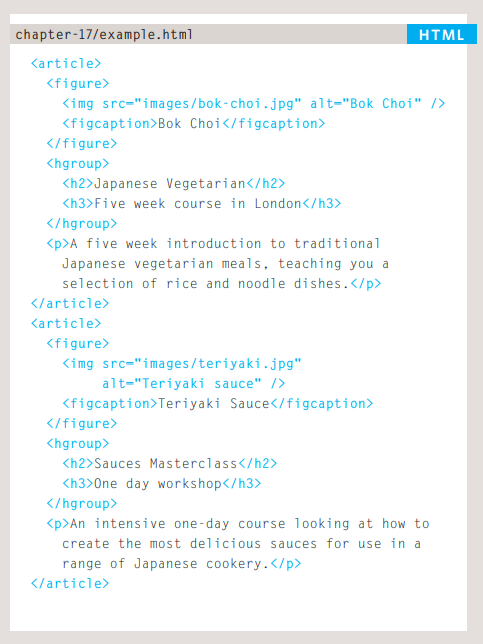 chapter-17/example.html HTML
<article>
<figure>
<img src="images/bok-choi.jpg" alt="Bok Choi" />
<figcaption>Bok Choi</figcaption>
</figure>
<hgroup>
<h2>Japanese Vegetarian</h2>
<h3>Five week course in London</h3>
</hgroup>
<p>A five week introduction to traditional
Japanese vegetarian meals, teaching you a
selection of rice and noodle dishes.</p>
</article>
<article>
<figure>
<img src="images/teriyaki.jpg"
alt="Teriyaki sauce" />
<figcaption>Teriyaki Sauce</figcaption>
</figure>
<hgroup>
<h2>Sauces Masterclass</h2>
<h3>One day workshop</h3>
</hgroup>
<p>An intensive one-day course looking at how to
create the most delicious sauces for use in a
range of Japanese cookery.</p>
</article>